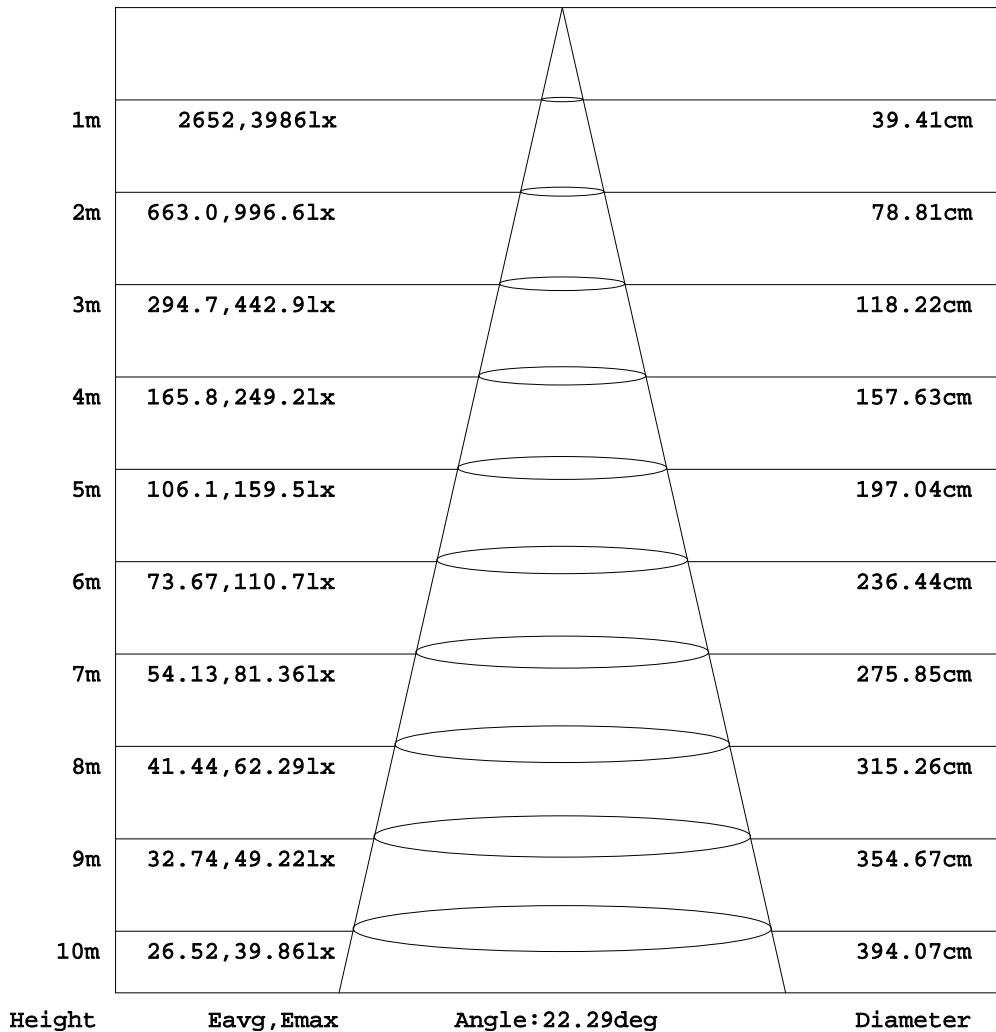 1m 2652,3986lx 39.41cm
2m 663.0,996.6lx 78.81cm
3m 294.7,442.9lx 118.22cm
4m 165.8,249.2lx 157.63cm
5m 106.1,159.5lx 197.04cm
6m 73.67,110.7lx 236.44cm
7m 54.13,81.36lx 275.85cm
8m 41.44,62.29lx 315.26cm
9m 32.74,49.22lx 354.67cm
10m 26.52,39.86lx 394.07cm
Height Eavg,Emax Angle:22.29deg Diameter